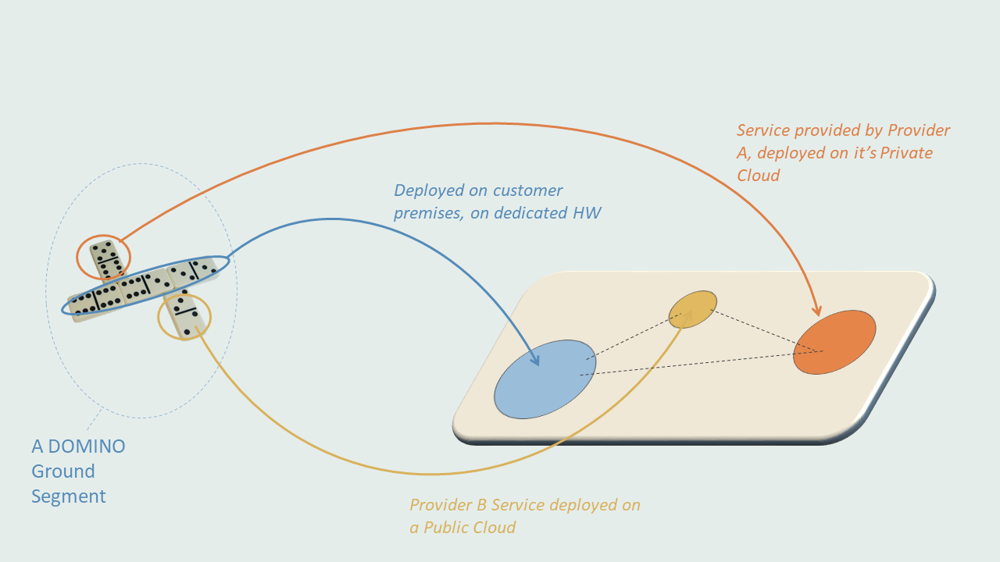 Service provided by Provider
A, deployed on it's Private
Cloud
Deployed on customer
premises, on dedicated HW
A DOMINO
Ground
Segment
Provider B Service deployed on
a Public Cloud